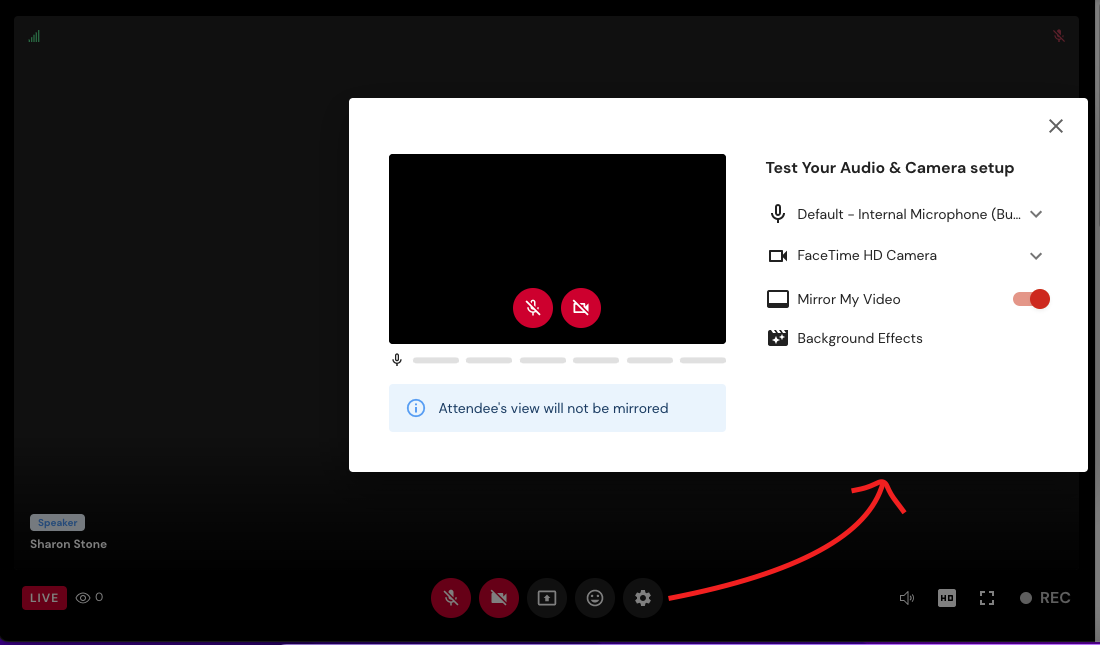 Test Your Audio & Camera setup
Default - Internal Microphone (Bu...
FaceTime HD Camera
Mirror My Video
Background Effects
Attendee's view will not be mirrored
Speaker
Sharon Stone
LIVE 0
HD
REC